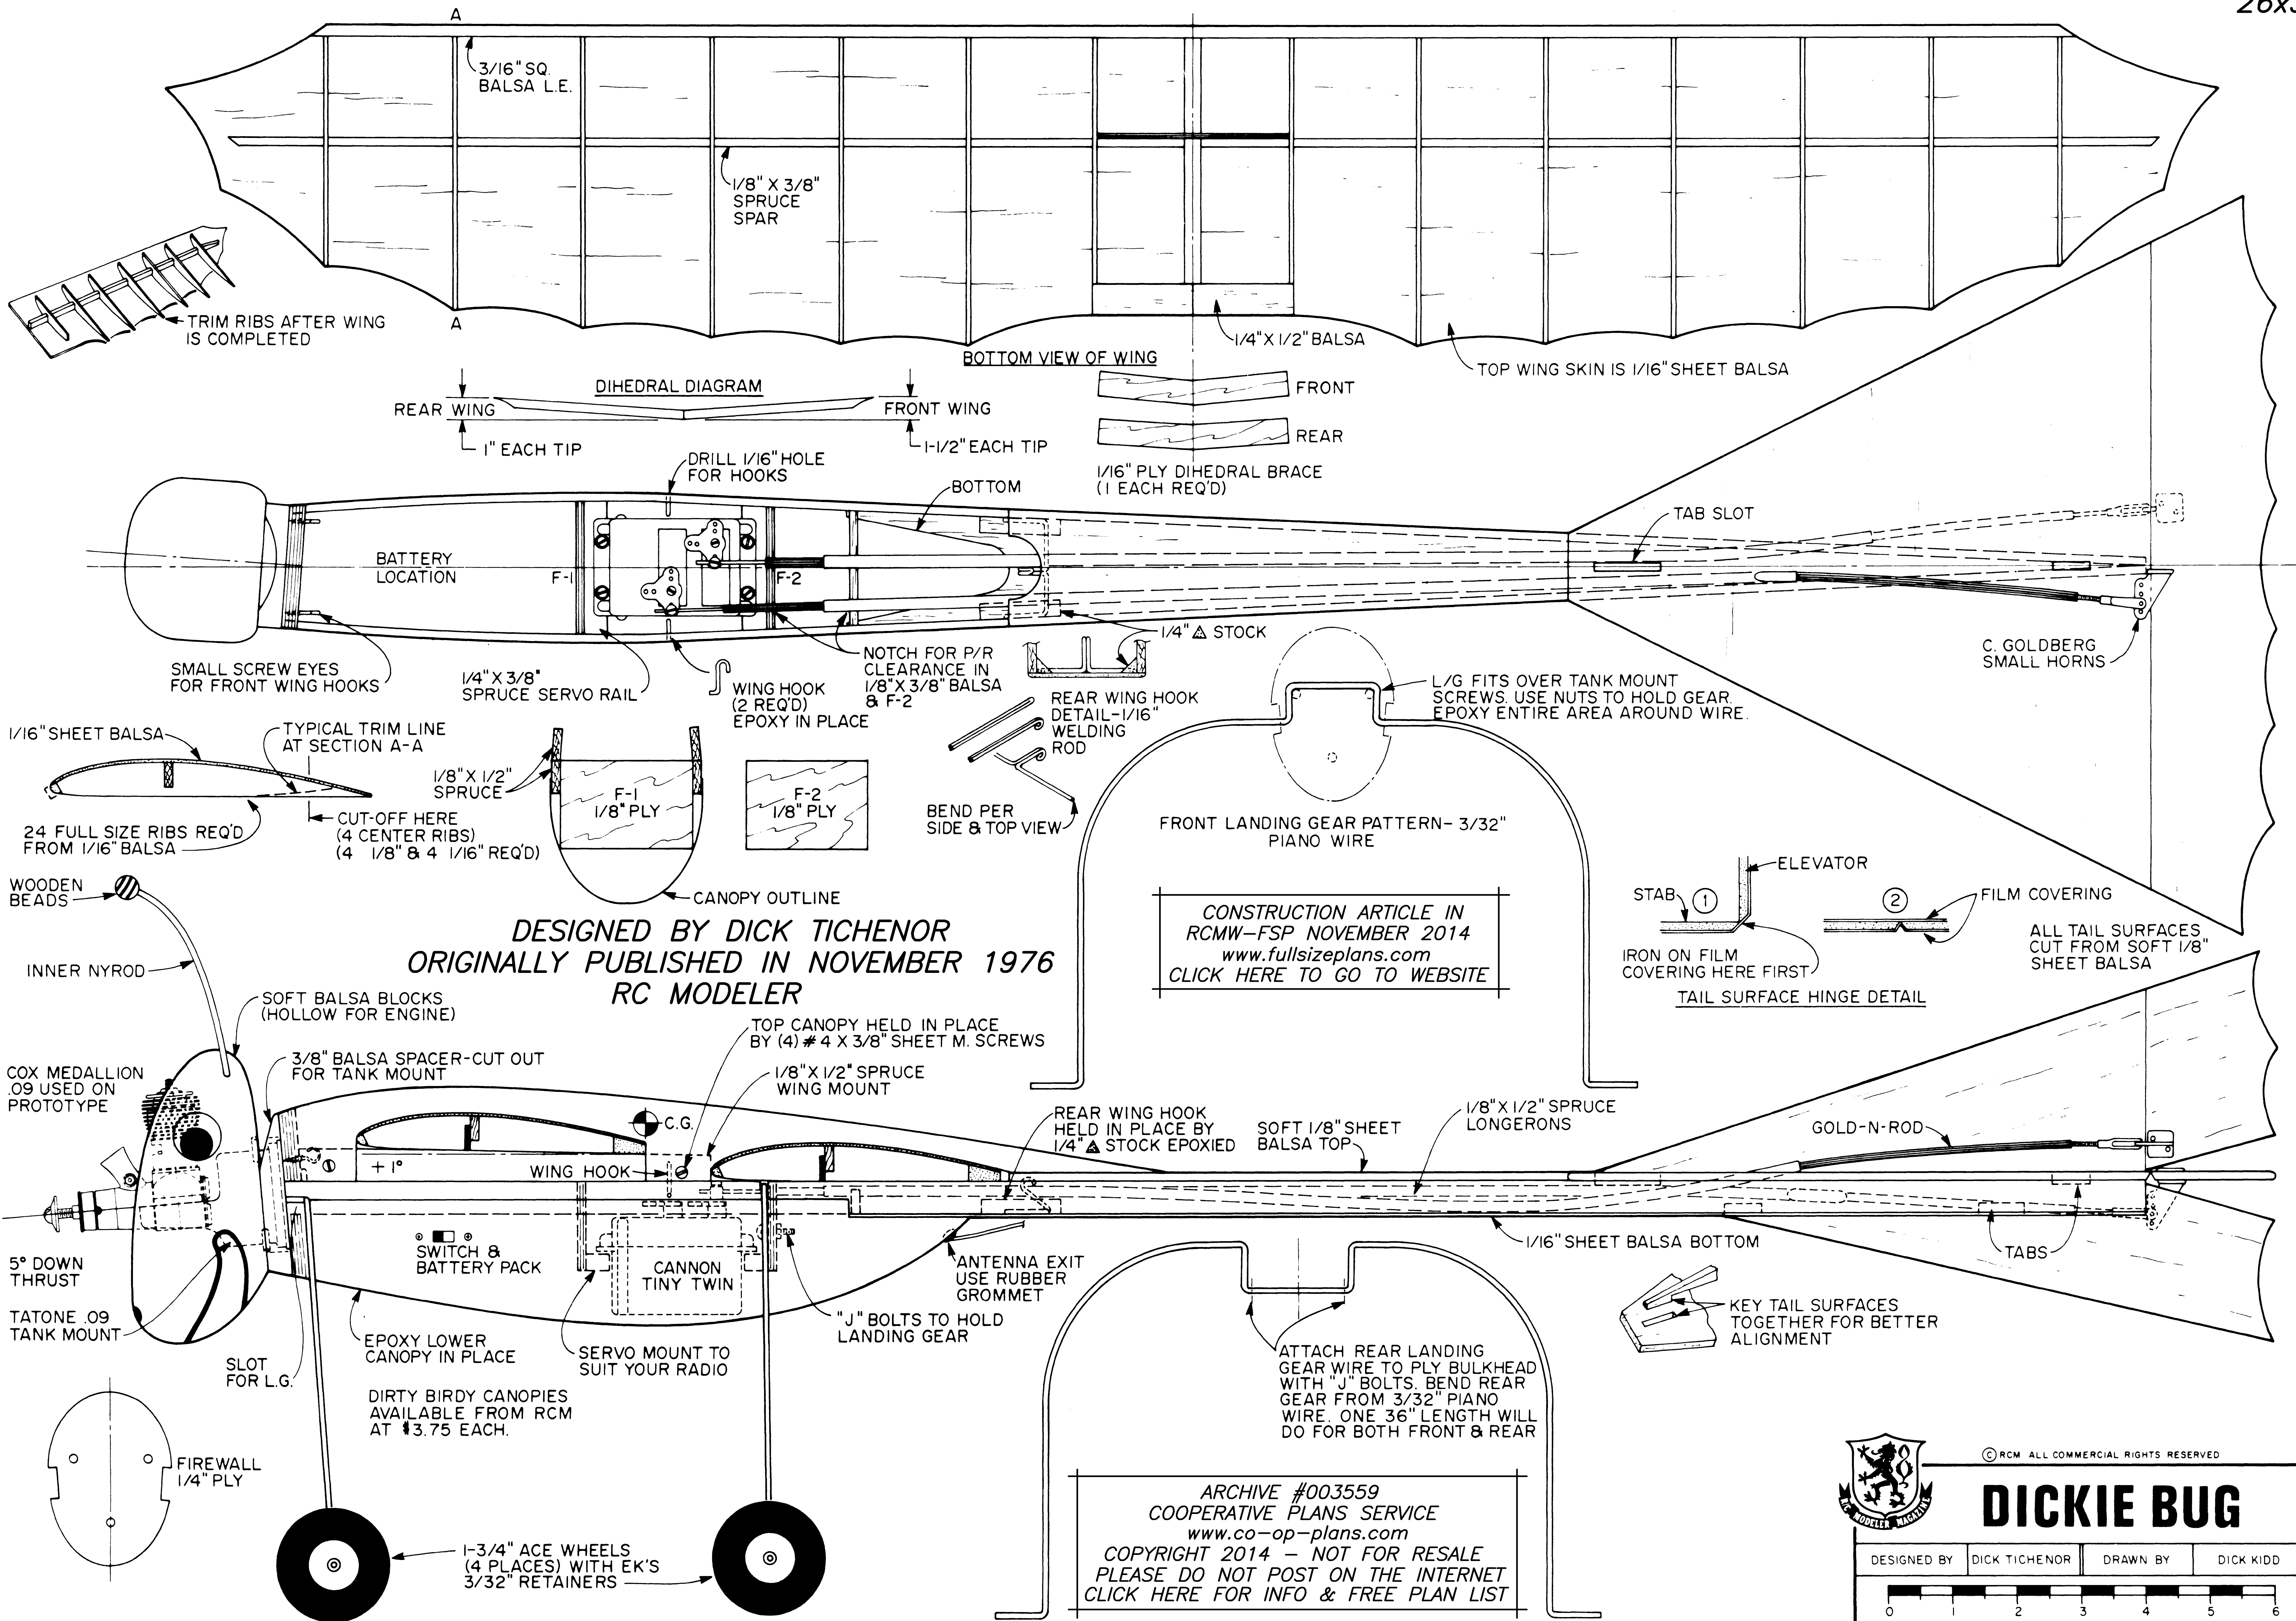 A
3/16" SQ.
BALSA L.E.
1/8" X 3/8"
SPRUCE
SPAR
TRIM RIBS AFTER WING
IS COMPLETED
A
1/4" X 1/2" BALSA
TOP WING SKIN IS 1/16" SHEET BALSA
BOTTOM VIEW OF WING
DIHEDRAL DIAGRAM
REAR WING
FRONT WING
1" EACH TIP
1-1/2" EACH TIP
FRONT
REAR
1/16" PLY DIHEDRAL BRACE
(1 EACH REQ'D)
DRILL 1/16" HOLE
FOR HOOKS
BOTTOM
TAB SLOT
BATTERY
LOCATION
F-1
F-2
C. GOLDBERG
SMALL HORNS
SMALL SCREW EYES
FOR FRONT WING HOOKS
1/4" X 3/8"
SPRUCE SERVO RAIL
WING HOOK
(2 REQ'D)
EPOXY IN PLACE
NOTCH FOR P/R
CLEARANCE IN
1/8" X 3/8" BALSA
& F-2
1/4" △ STOCK
REAR WING HOOK
DETAIL-1/16"
WELDING
ROD
BEND PER
SIDE & TOP VIEW
L/G FITS OVER TANK MOUNT
SCREWS. USE NUTS TO HOLD GEAR.
EPOXY ENTIRE AREA AROUND WIRE.
FRONT LANDING GEAR PATTERN- 3/32"
PIANO WIRE
1/16" SHEET BALSA
TYPICAL TRIM LINE
AT SECTION A-A
24 FULL SIZE RIBS REQ'D
FROM 1/16" BALSA
CUT-OFF HERE
(4 CENTER RIBS)
(4 1/8" & 4 1/16" REQ'D)
1/8" X 1/2"
SPRUCE
F-1
1/8" PLY
F-2
1/8" PLY
CANOPY OUTLINE
WOODEN
BEADS
INNER NYROD
DESIGNED BY DICK TICHENOR
ORIGINALLY PUBLISHED IN NOVEMBER 1976
RC MODELER
CONSTRUCTION ARTICLE IN
RCMW-FSP NOVEMBER 2014
www.fullsizeplans.com
CLICK HERE TO GO TO WEBSITE
ELEVATOR
STAB
1
2
FILM COVERING
IRON ON FILM
COVERING HERE FIRST
TAIL SURFACE HINGE DETAIL
ALL TAIL SURFACES
CUT FROM SOFT 1/8"
SHEET BALSA
SOFT BALSA BLOCKS
(HOLLOW FOR ENGINE)
3/8" BALSA SPACER-CUT OUT
FOR TANK MOUNT
COX MEDALLION
.09 USED ON
PROTOTYPE
TOP CANOPY HELD IN PLACE
BY (4) #4 X 3/8" SHEET M. SCREWS
1/8" X 1/2" SPRUCE
WING MOUNT
C.G.
+ 1°
WING HOOK
REAR WING HOOK
HELD IN PLACE BY
1/4" △ STOCK EPOXIED
SOFT 1/8" SHEET
BALSA TOP
1/8" X 1/2" SPRUCE
LONGERONS
GOLD-N-ROD
SWITCH &
BATTERY PACK
CANNON
TINY TWIN
ANTENNA EXIT
USE RUBBER
GROMMET
1/16" SHEET BALSA BOTTOM
TABS
5° DOWN
THRUST
TATONE .09
TANK MOUNT
SLOT
FOR L.G.
EPOXY LOWER
CANOPY IN PLACE
SERVO MOUNT TO
SUIT YOUR RADIO
"J" BOLTS TO HOLD
LANDING GEAR
KEY TAIL SURFACES
TOGETHER FOR BETTER
ALIGNMENT
DIRTY BIRDY CANOPIES
AVAILABLE FROM RCM
AT $3.75 EACH.
ATTACH REAR LANDING
GEAR WIRE TO PLY BULKHEAD
WITH "J" BOLTS. BEND REAR
GEAR FROM 3/32" PIANO
WIRE. ONE 36" LENGTH WILL
DO FOR BOTH FRONT & REAR
FIREWALL
1/4" PLY
1-3/4" ACE WHEELS
(4 PLACES) WITH EK'S
3/32" RETAINERS
ARCHIVE #003559
COOPERATIVE PLANS SERVICE
www.co-op-plans.com
COPYRIGHT 2014 - NOT FOR RESALE
PLEASE DO NOT POST ON THE INTERNET
CLICK HERE FOR INFO & FREE PLAN LIST
RC MODELER MAGAZINE
© RCM ALL COMMERCIAL RIGHTS RESERVED
DICKIE BUG
DESIGNED BY DICK TICHENOR DRAWN BY DICK KIDD
0 1 2 3 4 5 6